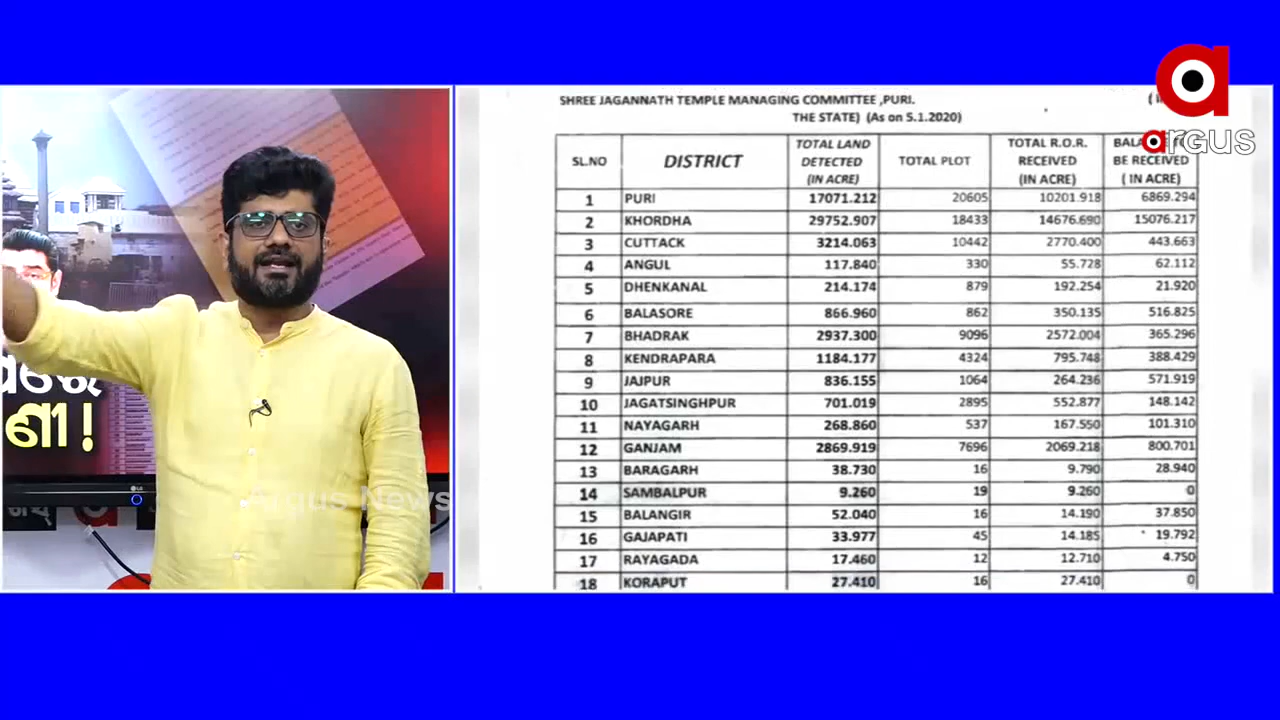 SHREE JAGANNATH TEMPLE MANAGING COMMITTEE ,PURI.
THE STATE) (As on 5.1.2020)
SL.NO DISTRICT TOTAL LAND DETECTED (IN ACRE) TOTAL PLOT TOTAL R.O.R. RECEIVED (IN ACRE) BE RECEIVED ( IN ACRE)
1 PURI 17071.212 20605 10201.918 6869.294
2 KHORDHA 29752.907 18433 14676.690 15076.217
3 CUTTACK 3214.063 10442 2770.400 443.663
4 ANGUL 117.840 330 55.728 62.112
5 DHENKANAL 214.174 879 192.254 21.920
6 BALASORE 866.960 862 350.135 516.825
7 BHADRAK 2937.300 9096 2572.004 365.296
8 KENDRAPARA 1184.177 4324 795.748 388.429
9 JAJPUR 836.155 1064 264.236 571.919
10 JAGATSINGHPUR 701.019 2895 552.877 148.142
11 NAYAGARH 268.860 537 167.550 101.310
12 GANJAM 2869.919 7696 2069.218 800.701
13 BARAGARH 38.730 16 9.790 28.940
14 SAMBALPUR 9.260 19 9.260 0
15 BALANGIR 52.040 16 14.190 37.850
16 GAJAPATI 33.977 45 14.185 19.792
17 RAYAGADA 17.460 12 12.710 4.750
18 KORAPUT 27.410 16 27.410 0
argus
Argus News
ଣୀ!
LG